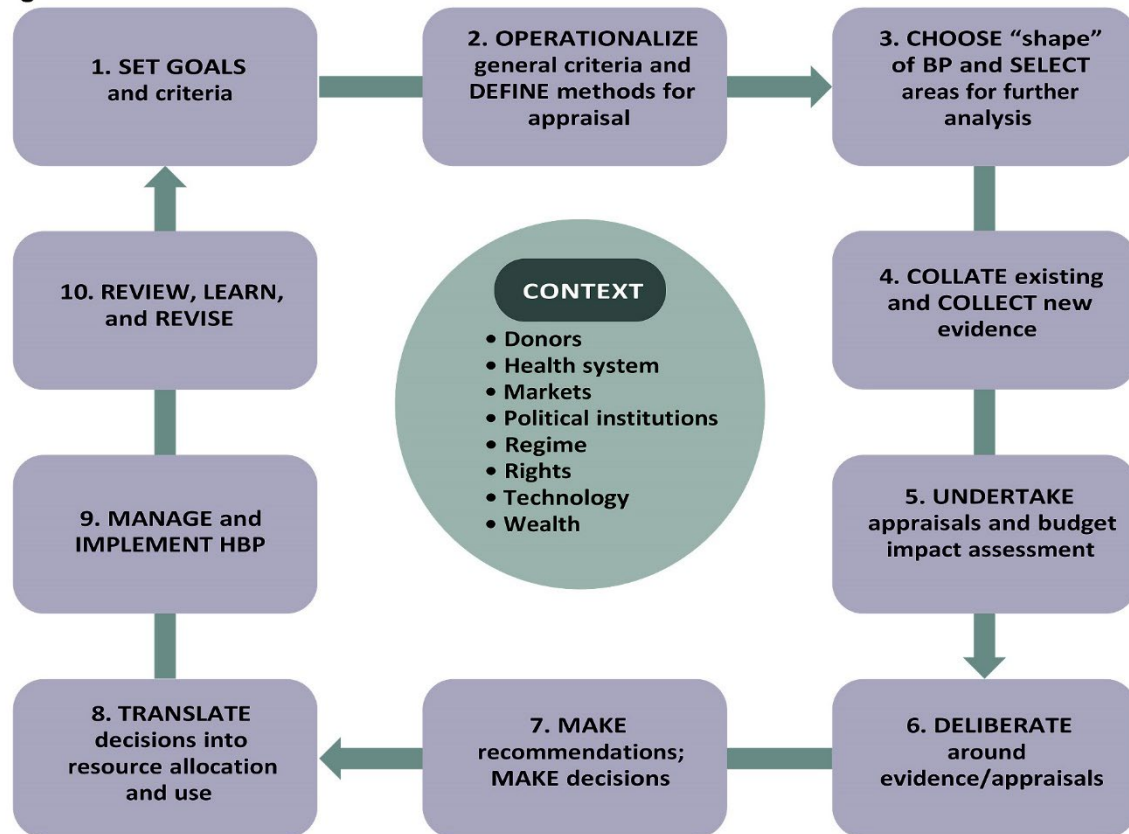 1. SET GOALS
and criteria
2. OPERATIONALIZE
general criteria and
DEFINE methods for
appraisal
3. CHOOSE “shape”
of BP and SELECT
areas for further
analysis
4. COLLATE existing
and COLLECT new
evidence
5. UNDERTAKE
appraisals and budget
impact assessment
6. DELIBERATE
around
evidence/appraisals
7. MAKE
recommendations;
MAKE decisions
8. TRANSLATE
decisions into
resource allocation
and use
9. MANAGE and
IMPLEMENT HBP
10. REVIEW, LEARN,
and REVISE
CONTEXT
• Donors
• Health system
• Markets
• Political institutions
• Regime
• Rights
• Technology
• Wealth